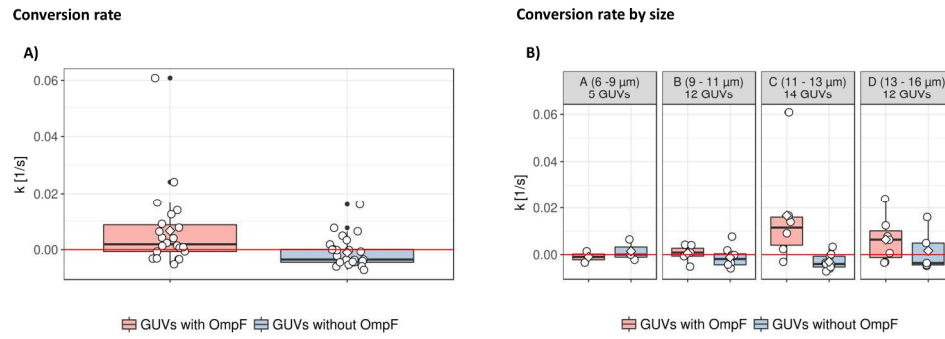 Conversion rate
Conversion rate by size
A)
B)
0.06
0.04
0.02
0.00
k [1/s]
GUVs with OmpF
GUVs without OmpF
A (6 -9 µm)
5 GUVs
B (9 - 11 µm)
12 GUVs
C (11 - 13 µm)
14 GUVs
D (13 - 16 µm)
12 GUVs
0.06
0.04
0.02
0.00
k [1/s]
GUVs with OmpF
GUVs without OmpF